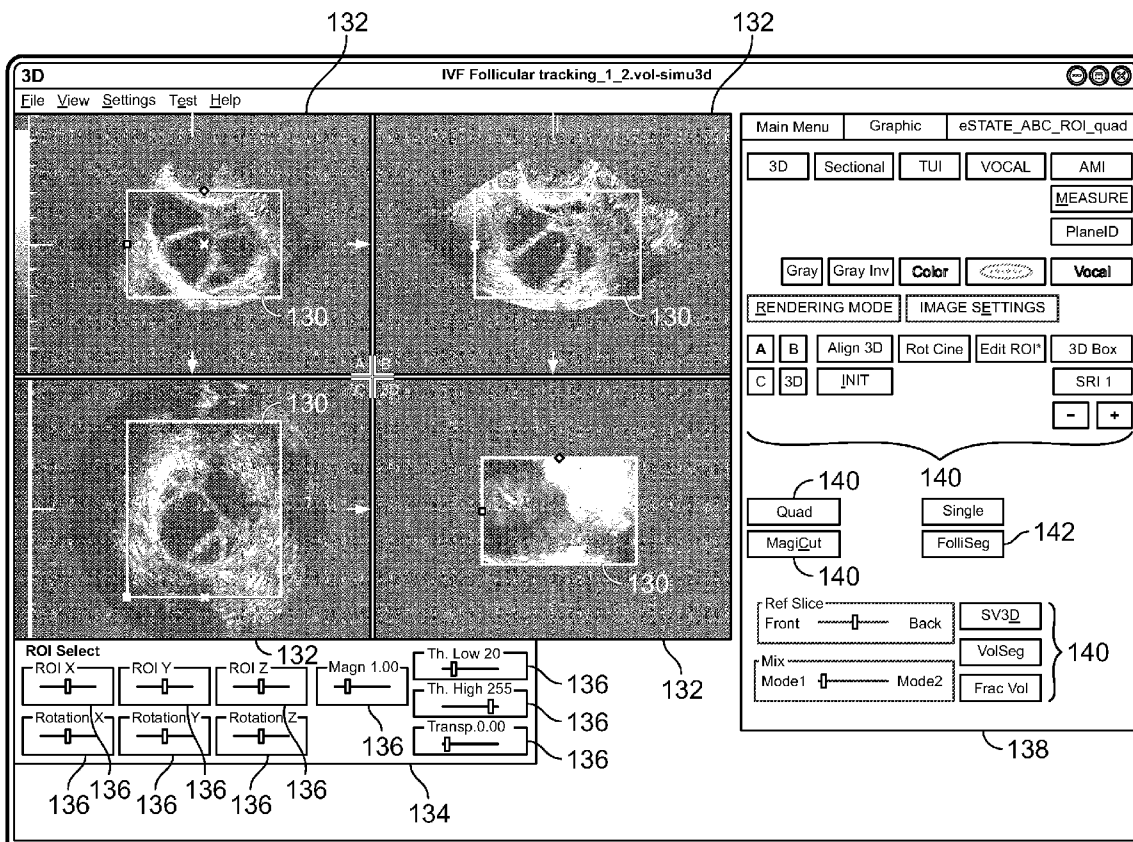 132 132
3D IVF Follicular tracking_1_2.vol-simu3d
File View Settings Test Help
Main Menu Graphic eSTATE_ABC_ROI_quad
3D Sectional TUI VOCAL AMI
MEASURE
PlaneID
Gray Gray Inv Color Vocal
130 130
RENDERING MODE IMAGE SETTINGS
A B Align 3D Rot Cine Edit ROI* 3D Box
C 3D INIT SRI 1
- +
A B
C 3D
130
140 140
Quad Single
MagiCut FolliSeg 142
140
130
Ref Slice
Front Back
SV3D
VolSeg 140
Mix
Mode1 Mode2
Frac Vol
138
ROI Select 132 132
ROI X ROI Y ROI Z Magn 1.00 Th. Low 20 136
Th. High 255 136
Rotation X Rotation Y Rotation Z 136 Transp.0.00 136
136 136 136 136 136 136 134